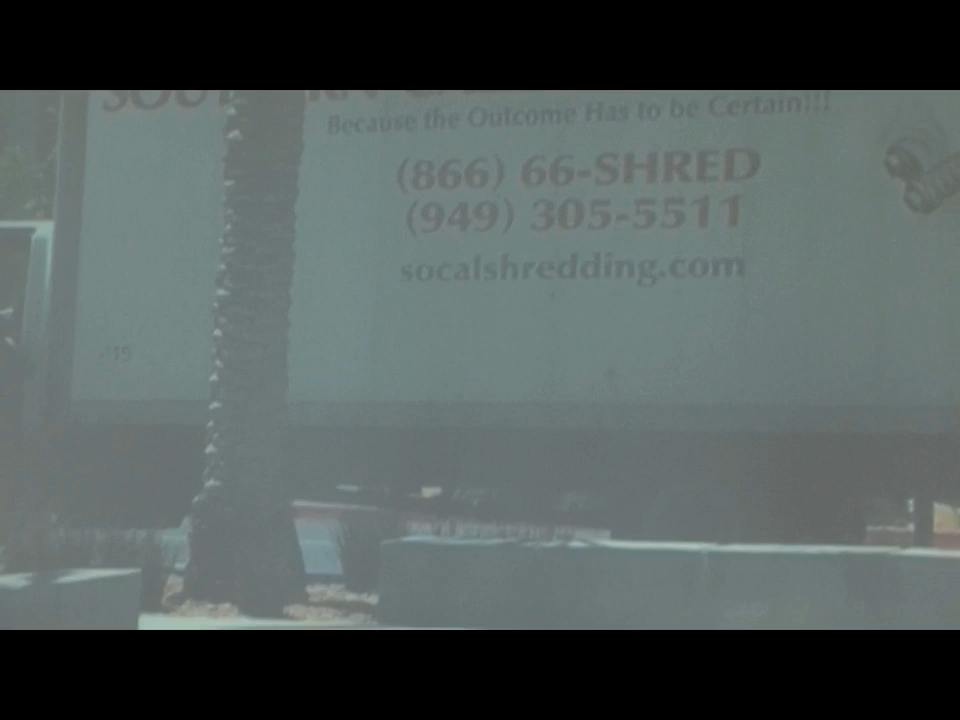 Because the Outcome Has to be Certain!!!
(866) 66-SHRED
(949) 305-5511
socalshredding.com